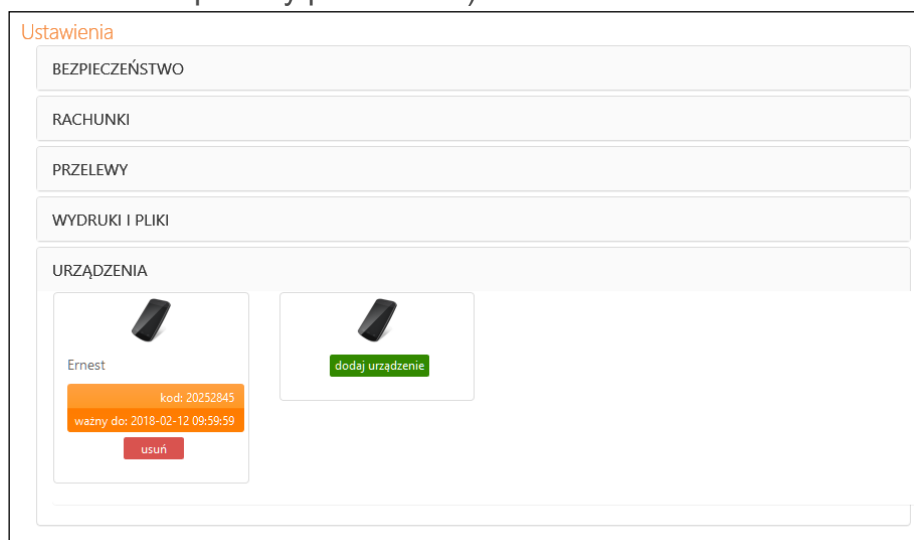 Ustawienia
BEZPIECZEŃSTWO
RACHUNKI
PRZELEWY
WYDRUKI I PLIKI
URZĄDZENIA
Ernest
kod: 20252845
ważny do: 2018-02-12 09:59:59
usuń
dodaj urządzenie